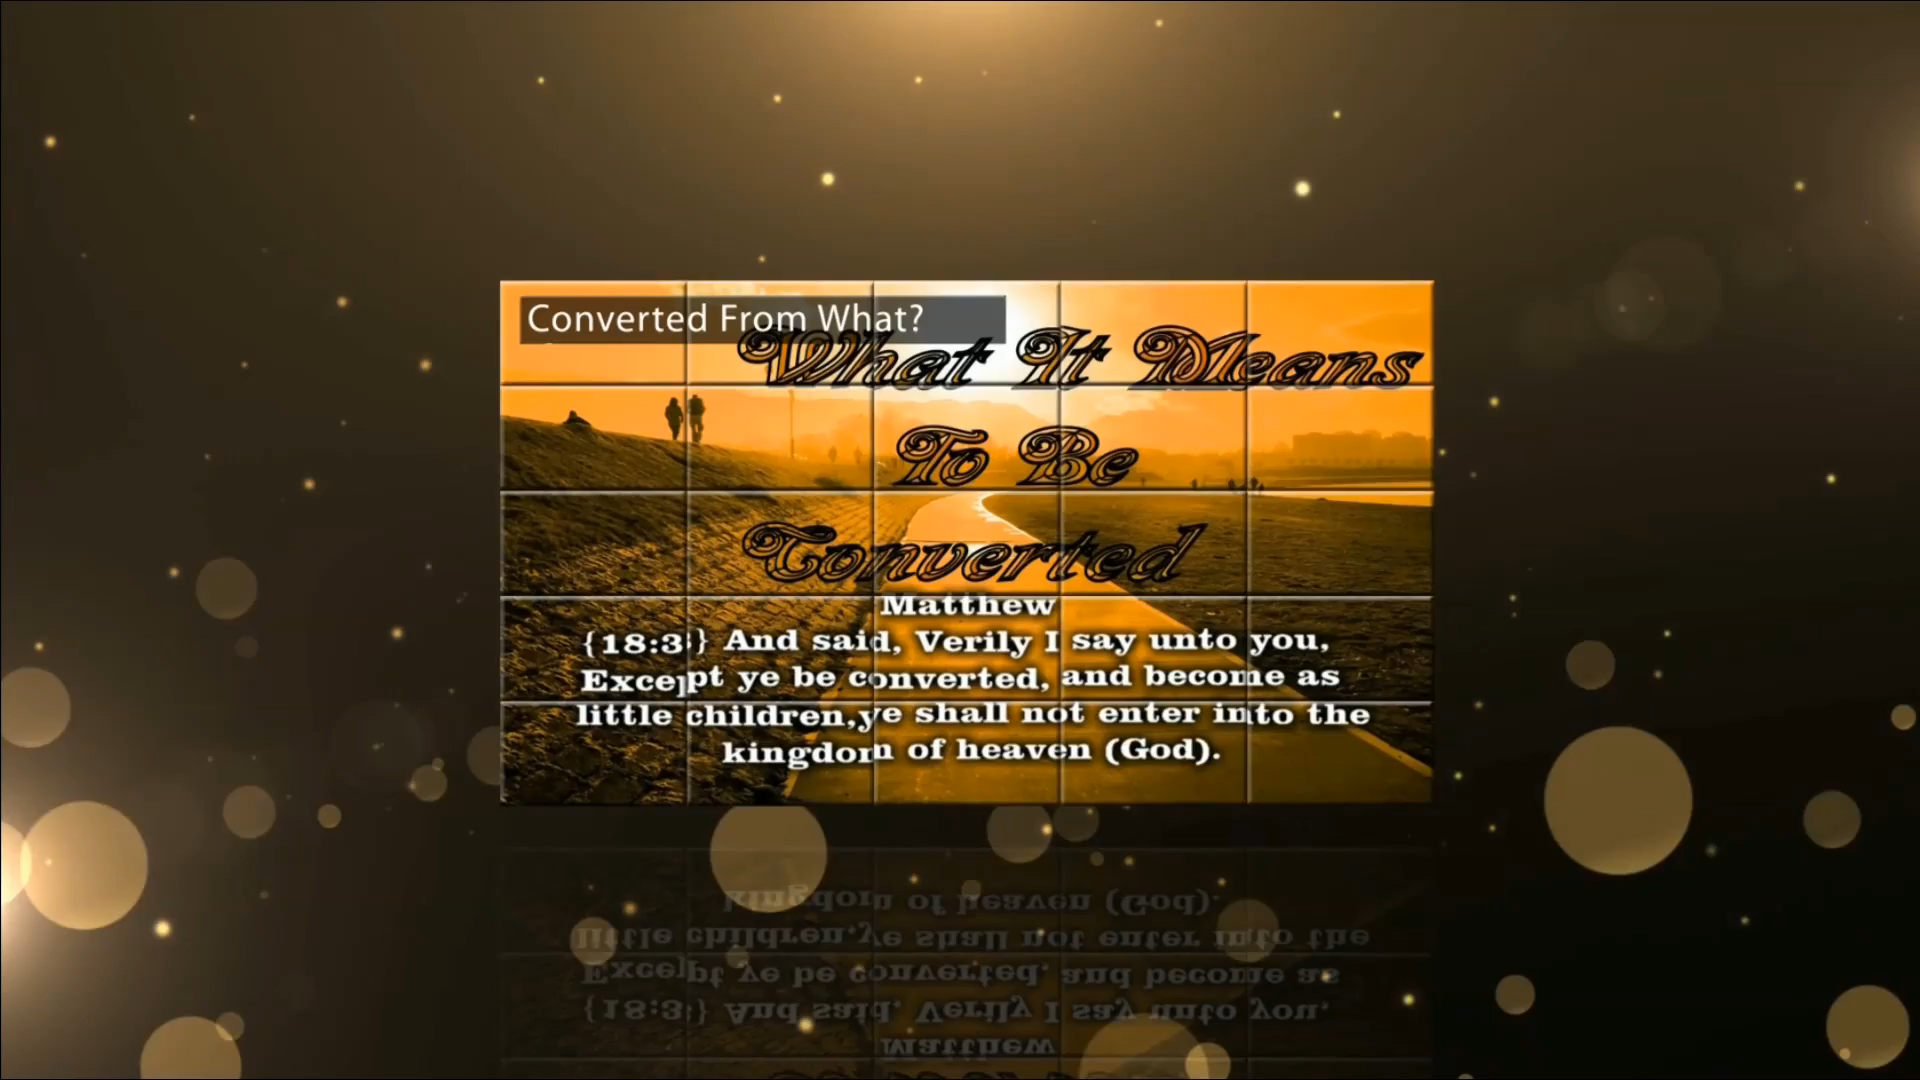 Converted From What?
What It Means
To Be
Converted
Matthew
{18:3} And said, Verily I say unto you,
Except ye be converted, and become as
little children,ye shall not enter into the
kingdom of heaven (God).